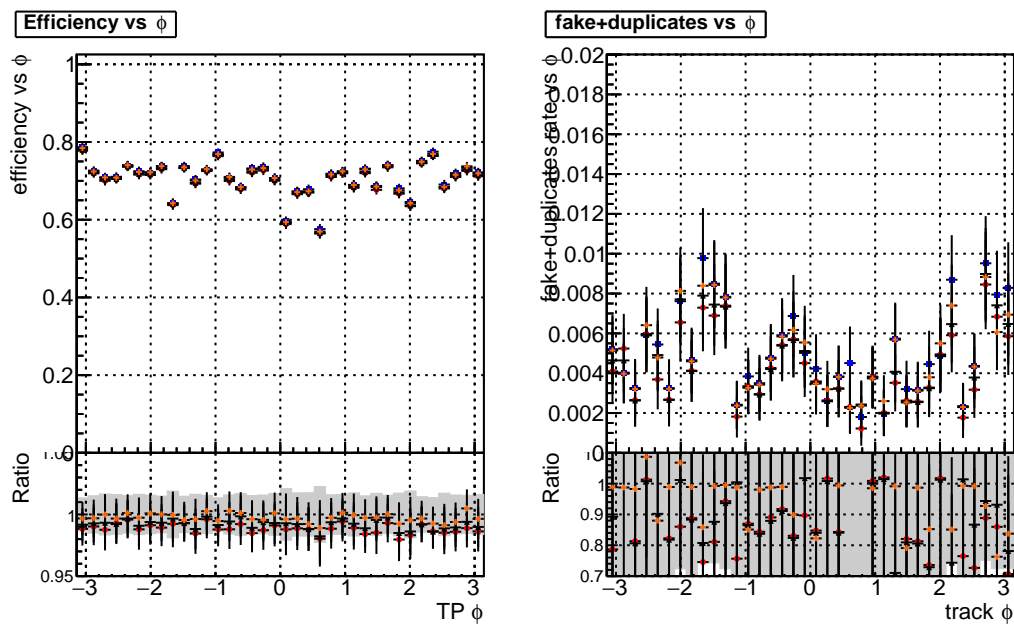 Efficiency vs ϕ
efficiency vs ϕ
1
0.8
0.6
0.4
0.2
0
Ratio
1
0.95
−3 −2 −1 0 1 2 3
TP ϕ
fake+duplicates vs ϕ
fake+duplicates rate vs ϕ
0.02
0.018
0.016
0.014
0.012
0.01
0.008
0.006
0.004
0.002
Ratio
1
0.9
0.8
0.7
−3 −2 −1 0 1 2 3
track ϕ